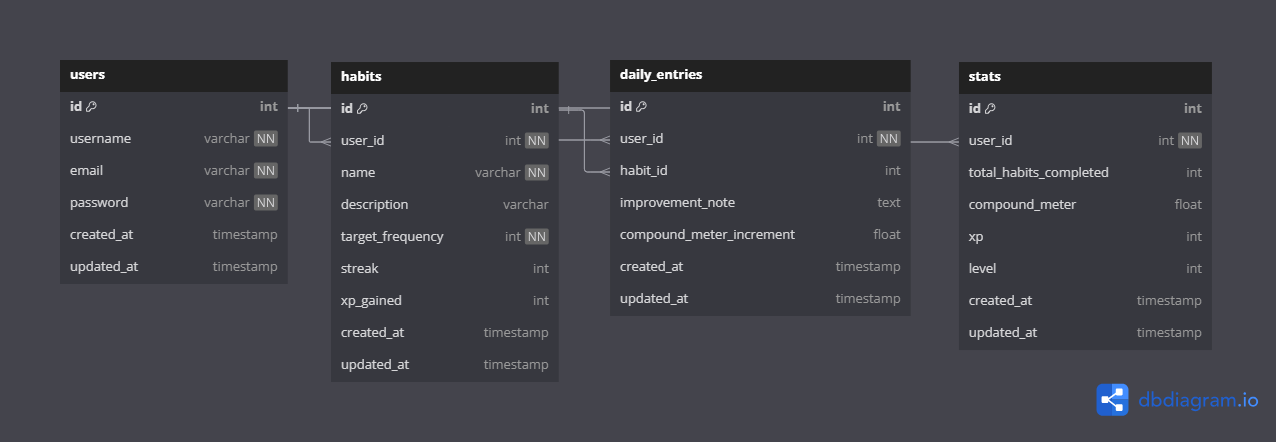 users
id int
username varchar NN
email varchar NN
password varchar NN
created_at timestamp
updated_at timestamp
habits
id int
user_id int NN
name varchar NN
description varchar
target_frequency int NN
streak int
xp_gained int
created_at timestamp
updated_at timestamp
daily_entries
id int
user_id int NN
habit_id int
improvement_note text
compound_meter_increment float
created_at timestamp
updated_at timestamp
stats
id int
user_id int NN
total_habits_completed int
compound_meter float
xp int
level int
created_at timestamp
updated_at timestamp
dbdiagram.io